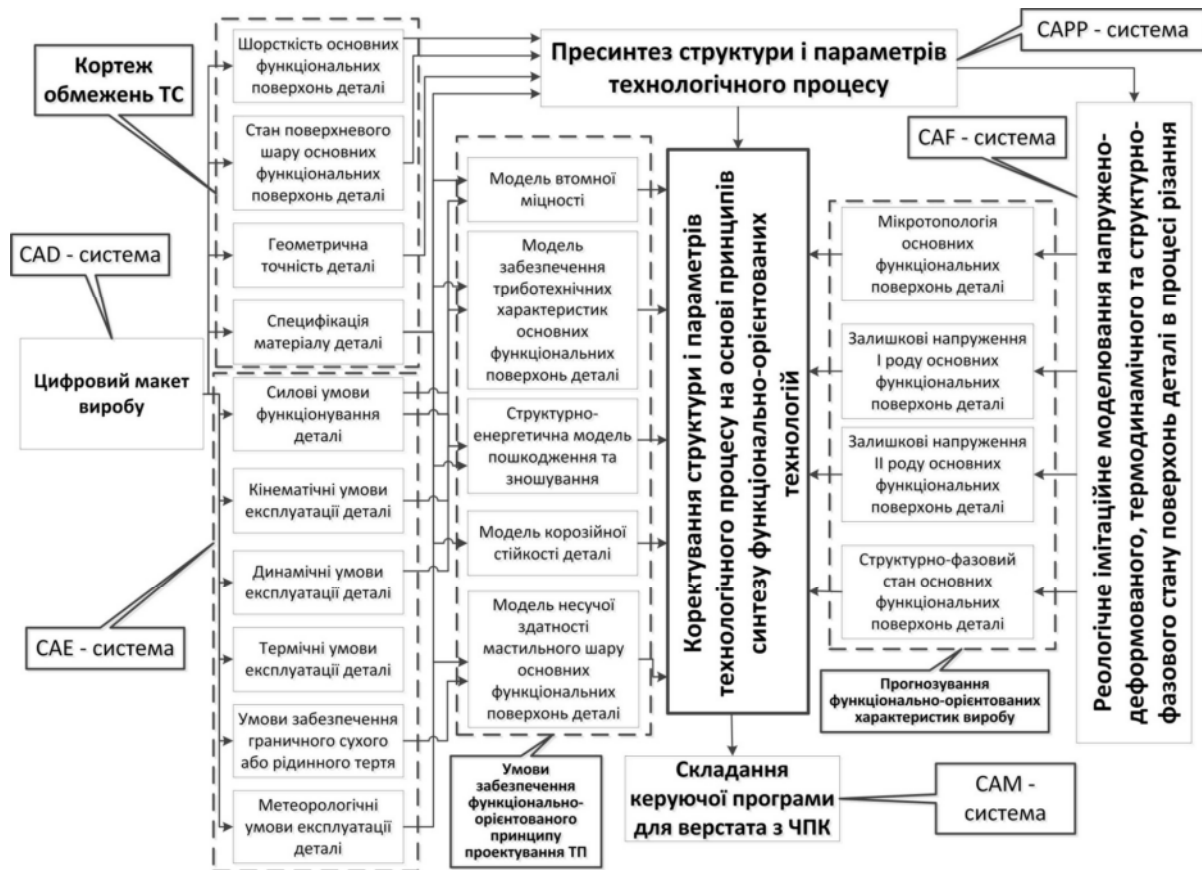 Кортеж
обмежень ТС
CAD - система
Цифровий макет
виробу
CAE - система
Шорсткість основних
функціональних
поверхонь деталі
Стан поверхневого
шару основних
функціональних
поверхонь деталі
Геометрична
точність деталі
Специфікація
матеріалу деталі
Силові умови
функціонування
деталі
Кінематичні умови
експлуатації деталі
Динамічні умови
експлуатації деталі
Термічні умови
експлуатації деталі
Умови забезпечення
граничного сухого
або рідинного тертя
Метеорологічні
умови експлуатації
деталі
Пресинтез структури і параметрів
технологічного процесу
CAPP - система
Модель втомної
міцності
Модель
забезпечення
триботехнічних
характеристик
основних
функціональних
поверхонь деталі
Структурно-
енергетична модель
пошкодження та
зношування
Модель корозійної
стійкості деталі
Модель несучої
здатності
мастильного шару
основних
функціональних
поверхонь деталі
Умови
забезпечення
функціонально-
орієнтованого
принципу
проектування ТП
Коректування структури і параметрів
технологічного процесу на основі принципів
синтезу функціонально-орієнтованих
технологій
Складання
керуючої програми
для верстата з ЧПК
CAM -
система
CAF - система
Мікротопологія
основних
функціональних
поверхонь деталі
Залишкові напруження
I роду основних
функціональних
поверхонь деталі
Залишкові напруження
II роду основних
функціональних
поверхонь деталі
Структурно-фазовий
стан основних
функціональних
поверхонь деталі
Прогнозування
функціонально-орієнтованих
характеристик виробу
Реологічне імітаційне моделювання напружено-
деформованого, термодинамічного та структурно-
фазового стану поверхонь деталі в процесі різання